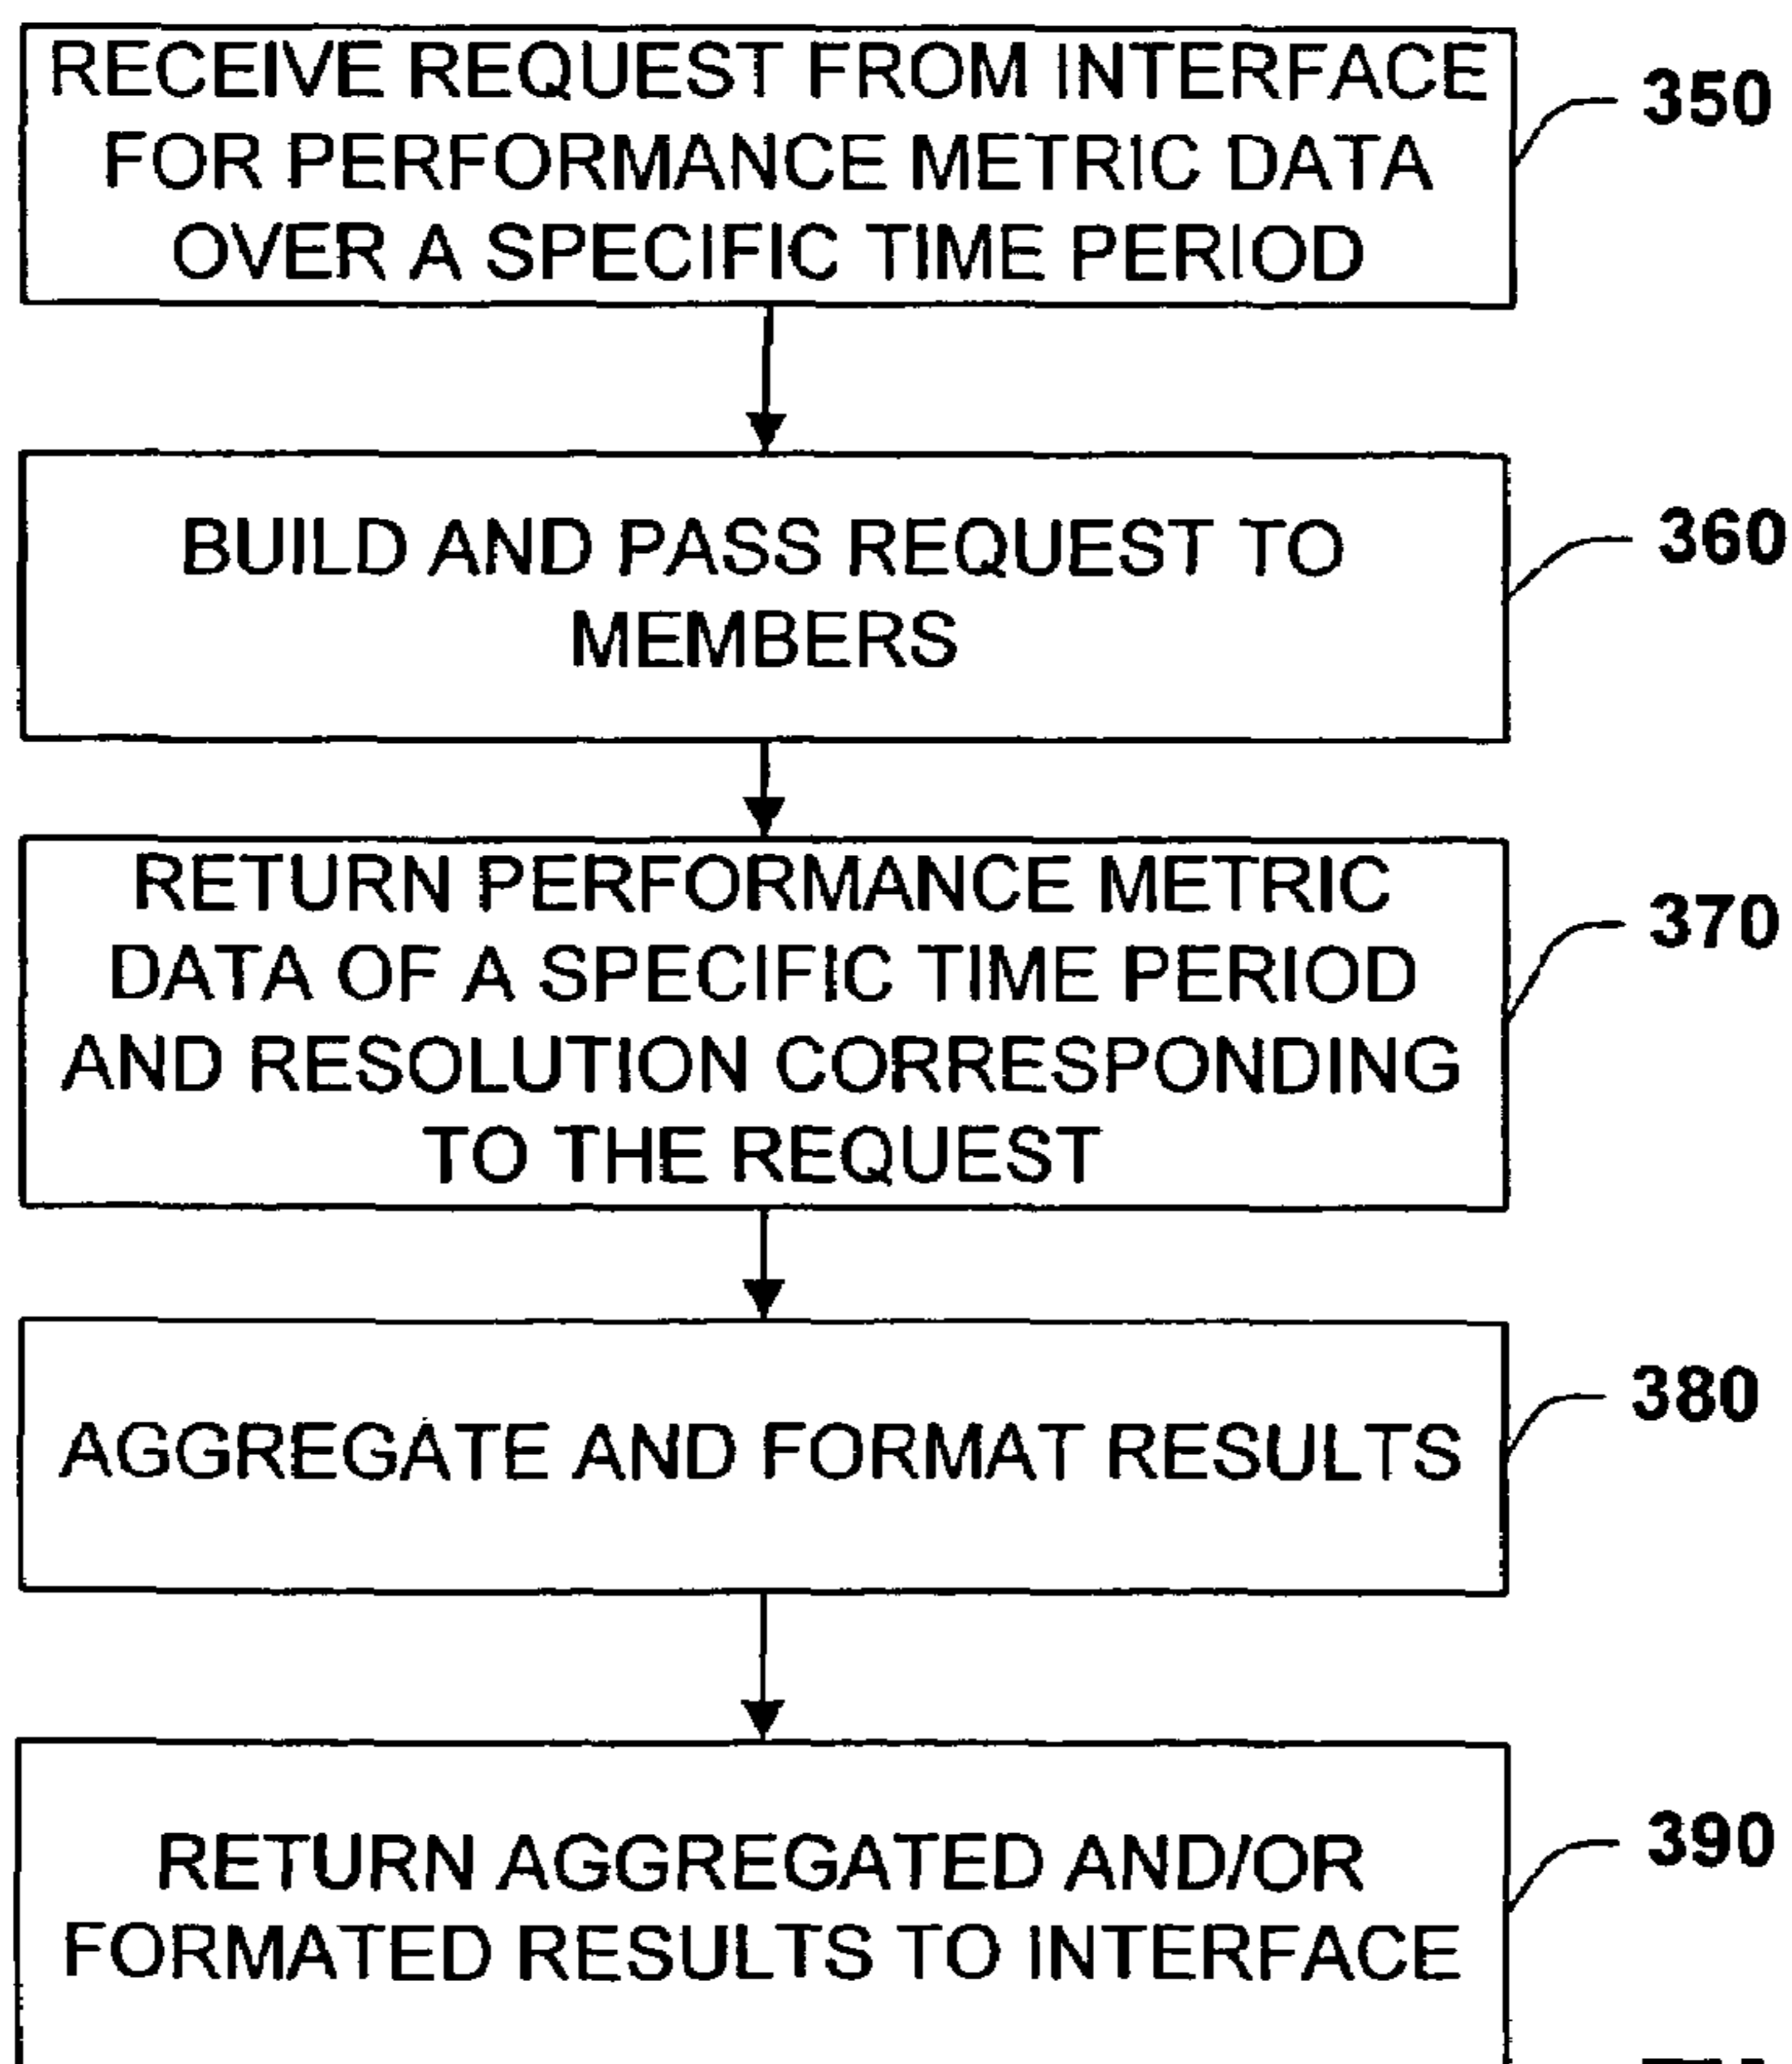 RECEIVE REQUEST FROM INTERFACE
FOR PERFORMANCE METRIC DATA
OVER A SPECIFIC TIME PERIOD
350
BUILD AND PASS REQUEST TO
MEMBERS
360
RETURN PERFORMANCE METRIC
DATA OF A SPECIFIC TIME PERIOD
AND RESOLUTION CORRESPONDING
TO THE REQUEST
370
AGGREGATE AND FORMAT RESULTS
380
RETURN AGGREGATED AND/OR
FORMATED RESULTS TO INTERFACE
390